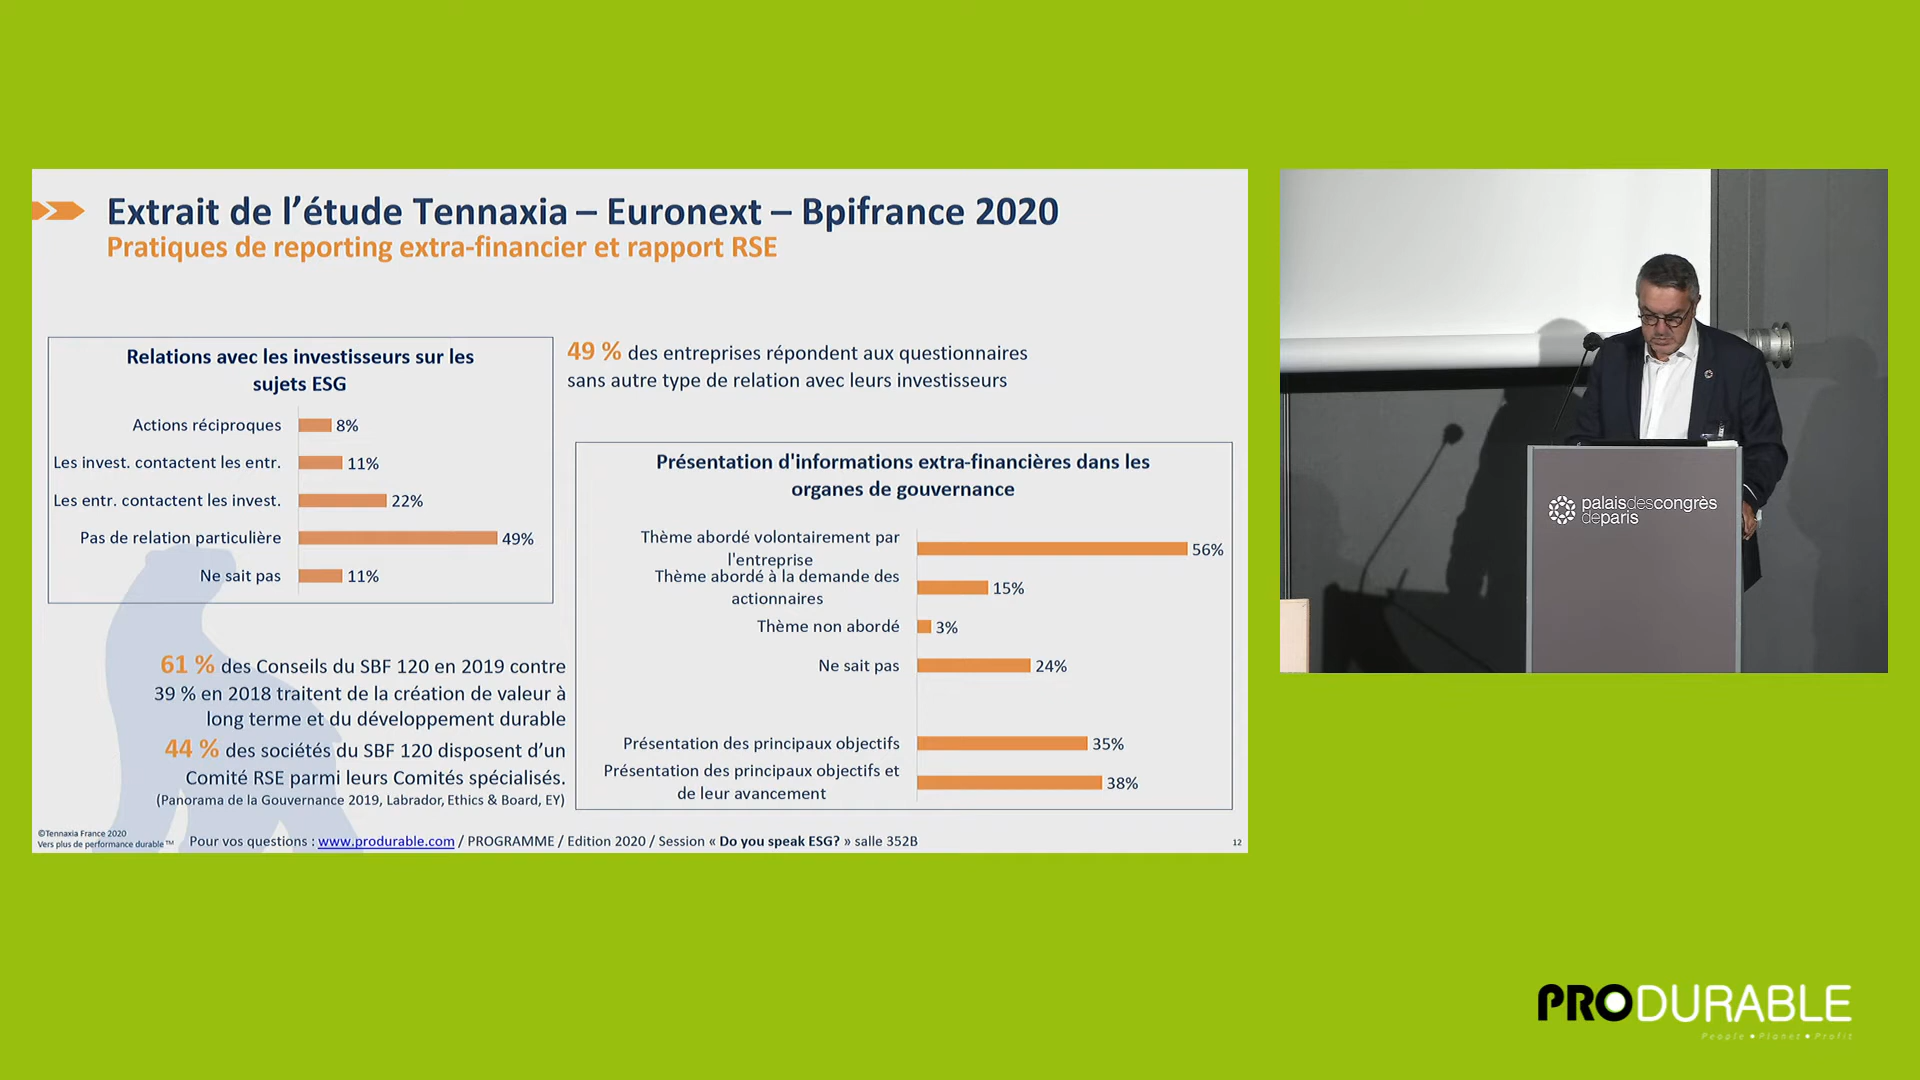 Extrait de l’étude Tennaxia – Euronext – Bpifrance 2020
Pratiques de reporting extra-financier et rapport RSE
Relations avec les investisseurs sur les
sujets ESG
Actions réciproques 8%
Les invest. contactent les entr. 11%
Les entr. contactent les invest. 22%
Pas de relation particulière 49%
Ne sait pas 11%
49 % des entreprises répondent aux questionnaires
sans autre type de relation avec leurs investisseurs
Présentation d'informations extra-financières dans les
organes de gouvernance
Thème abordé volontairement par
l'entreprise 56%
Thème abordé à la demande des
actionnaires 15%
Thème non abordé 3%
Ne sait pas 24%
Présentation des principaux objectifs 35%
Présentation des principaux objectifs et
de leur avancement 38%
61 % des Conseils du SBF 120 en 2019 contre
39 % en 2018 traitent de la création de valeur à
long terme et du développement durable
44 % des sociétés du SBF 120 disposent d’un
Comité RSE parmi leurs Comités spécialisés.
(Panorama de la Gouvernance 2019, Labrador, Ethics & Board, EY)
©Tennaxia France 2020
Vers plus de performance durable ™
Pour vos questions : www.produrable.com / PROGRAMME / Edition 2020 / Session « Do you speak ESG? » salle 352B
12
palaisdescongrès
deparis
PRODURABLE
People • Planet • Profit